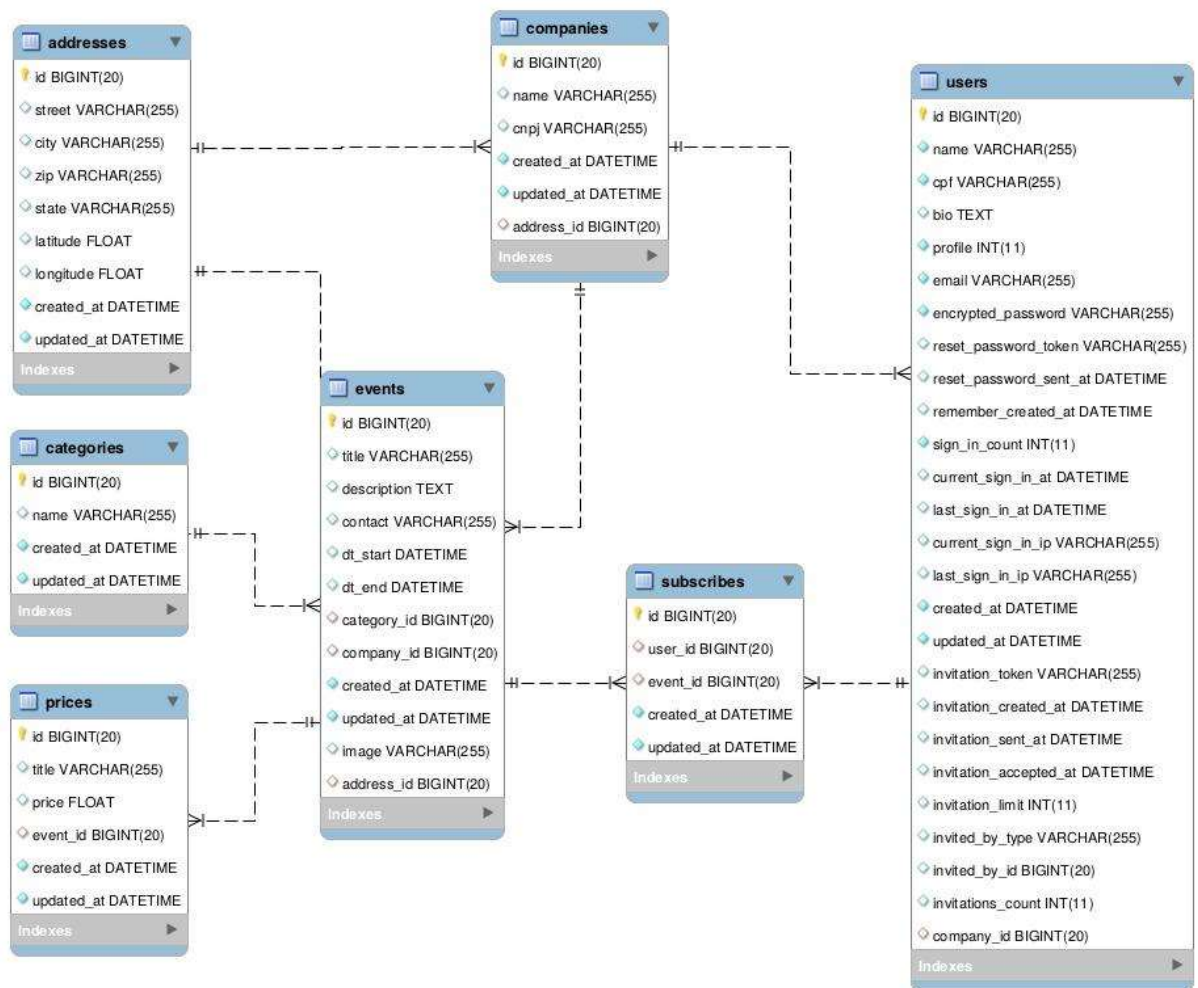 addresses
id BIGINT(20)
street VARCHAR(255)
city VARCHAR(255)
zip VARCHAR(255)
state VARCHAR(255)
latitude FLOAT
longitude FLOAT
created_at DATETIME
updated_at DATETIME
Indexes
companies
id BIGINT(20)
name VARCHAR(255)
cnpj VARCHAR(255)
created_at DATETIME
updated_at DATETIME
address_id BIGINT(20)
Indexes
users
id BIGINT(20)
name VARCHAR(255)
cpf VARCHAR(255)
bio TEXT
profile INT(11)
email VARCHAR(255)
encrypted_password VARCHAR(255)
reset_password_token VARCHAR(255)
reset_password_sent_at DATETIME
remember_created_at DATETIME
sign_in_count INT(11)
current_sign_in_at DATETIME
last_sign_in_at DATETIME
current_sign_in_ip VARCHAR(255)
last_sign_in_ip VARCHAR(255)
created_at DATETIME
updated_at DATETIME
invitation_token VARCHAR(255)
invitation_created_at DATETIME
invitation_sent_at DATETIME
invitation_accepted_at DATETIME
invitation_limit INT(11)
invited_by_type VARCHAR(255)
invited_by_id BIGINT(20)
invitations_count INT(11)
company_id BIGINT(20)
Indexes
events
id BIGINT(20)
title VARCHAR(255)
description TEXT
contact VARCHAR(255)
dt_start DATETIME
dt_end DATETIME
category_id BIGINT(20)
company_id BIGINT(20)
created_at DATETIME
updated_at DATETIME
image VARCHAR(255)
address_id BIGINT(20)
Indexes
categories
id BIGINT(20)
name VARCHAR(255)
created_at DATETIME
updated_at DATETIME
Indexes
subscribes
id BIGINT(20)
user_id BIGINT(20)
event_id BIGINT(20)
created_at DATETIME
updated_at DATETIME
Indexes
prices
id BIGINT(20)
title VARCHAR(255)
price FLOAT
event_id BIGINT(20)
created_at DATETIME
updated_at DATETIME
Indexes